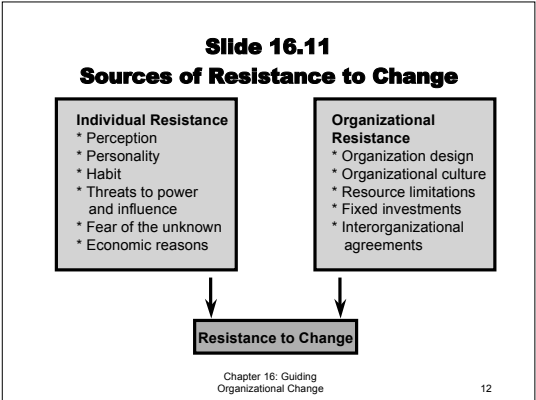 Slide 16.11
Sources of Resistance to Change
Individual Resistance
* Perception
* Personality
* Habit
* Threats to power
and influence
* Fear of the unknown
* Economic reasons
Organizational
Resistance
* Organization design
* Organizational culture
* Resource limitations
* Fixed investments
* Interorganizational
agreements
Resistance to Change
Chapter 16: Guiding
Organizational Change
12